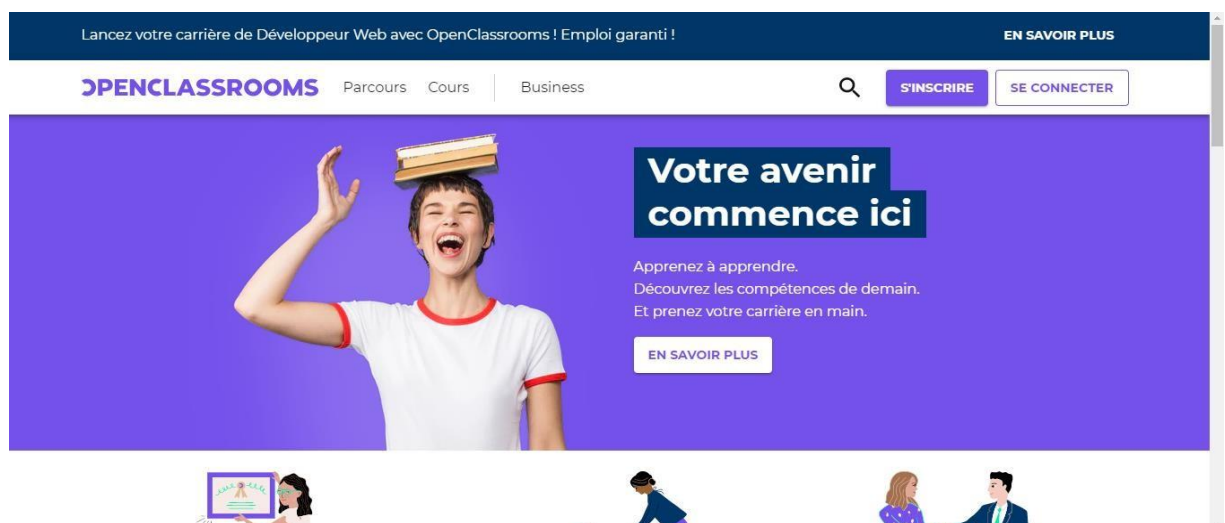 Lancez votre carrière de Développeur Web avec OpenClassrooms ! Emploi garanti !
EN SAVOIR PLUS
OPENCLASSROOMS
Parcours
Cours
Business
S'INSCRIRE
SE CONNECTER
Votre avenir
commence ici
Apprenez à apprendre.
Découvrez les compétences de demain.
Et prenez votre carrière en main.
EN SAVOIR PLUS